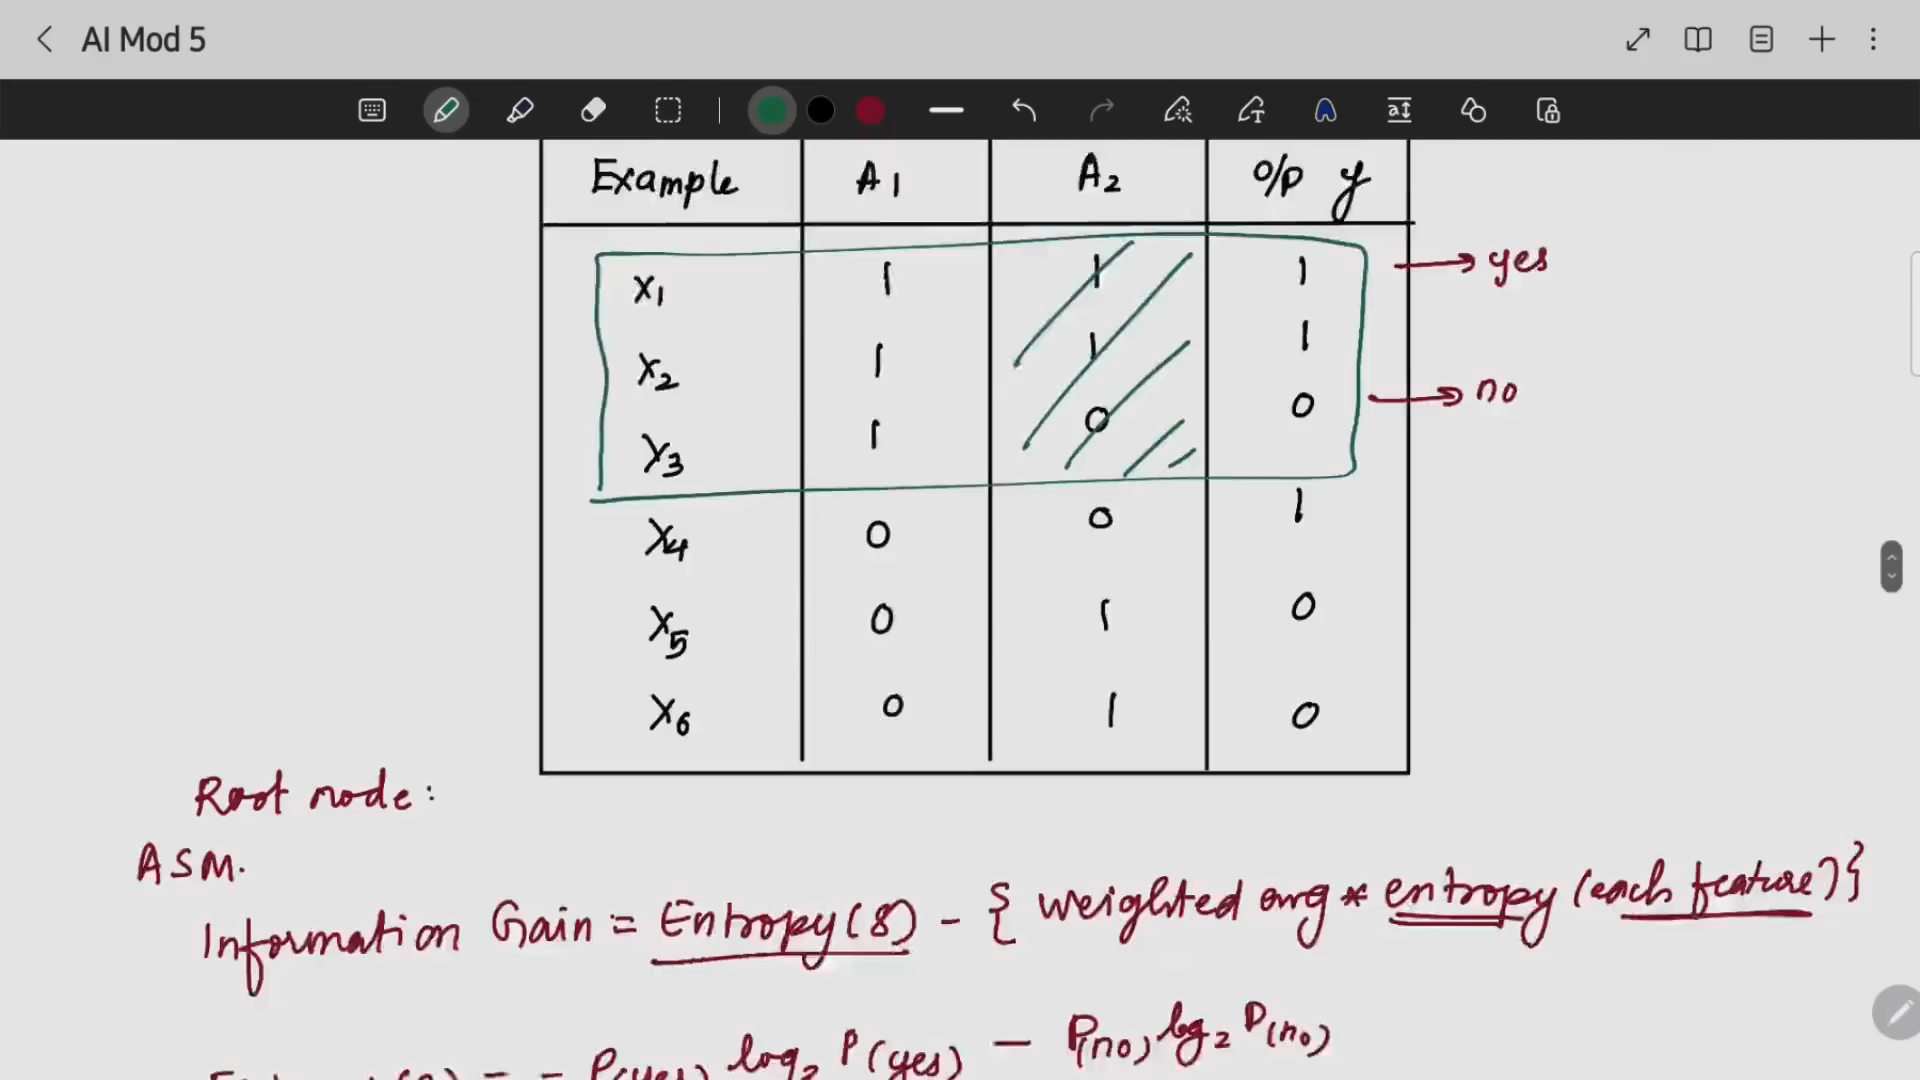 AI Mod 5
Example A1 A2 O/P y
X1 1 1 1 → yes
X2 1 1 1
X3 1 0 0 → no
X4 0 0 1
X5 0 1 0
X6 0 1 0
Root node:
ASM.
Information Gain = Entropy(S) - { weighted avg * entropy (each feature)}
= - P(yes) log2 P(yes) - P(no) log2 P(no)